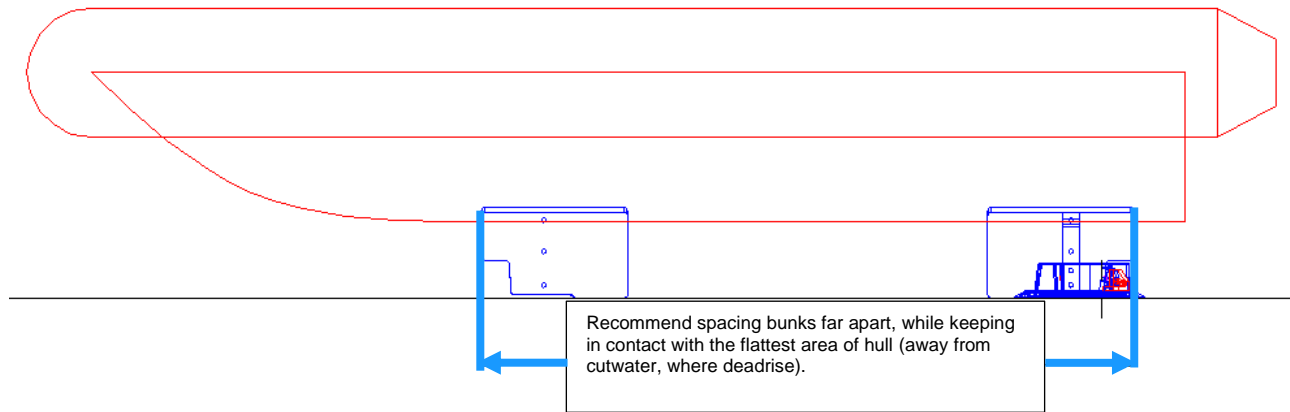 Recommend spacing bunks far apart, while keeping
in contact with the flattest area of hull (away from
cutwater, where deadrise).